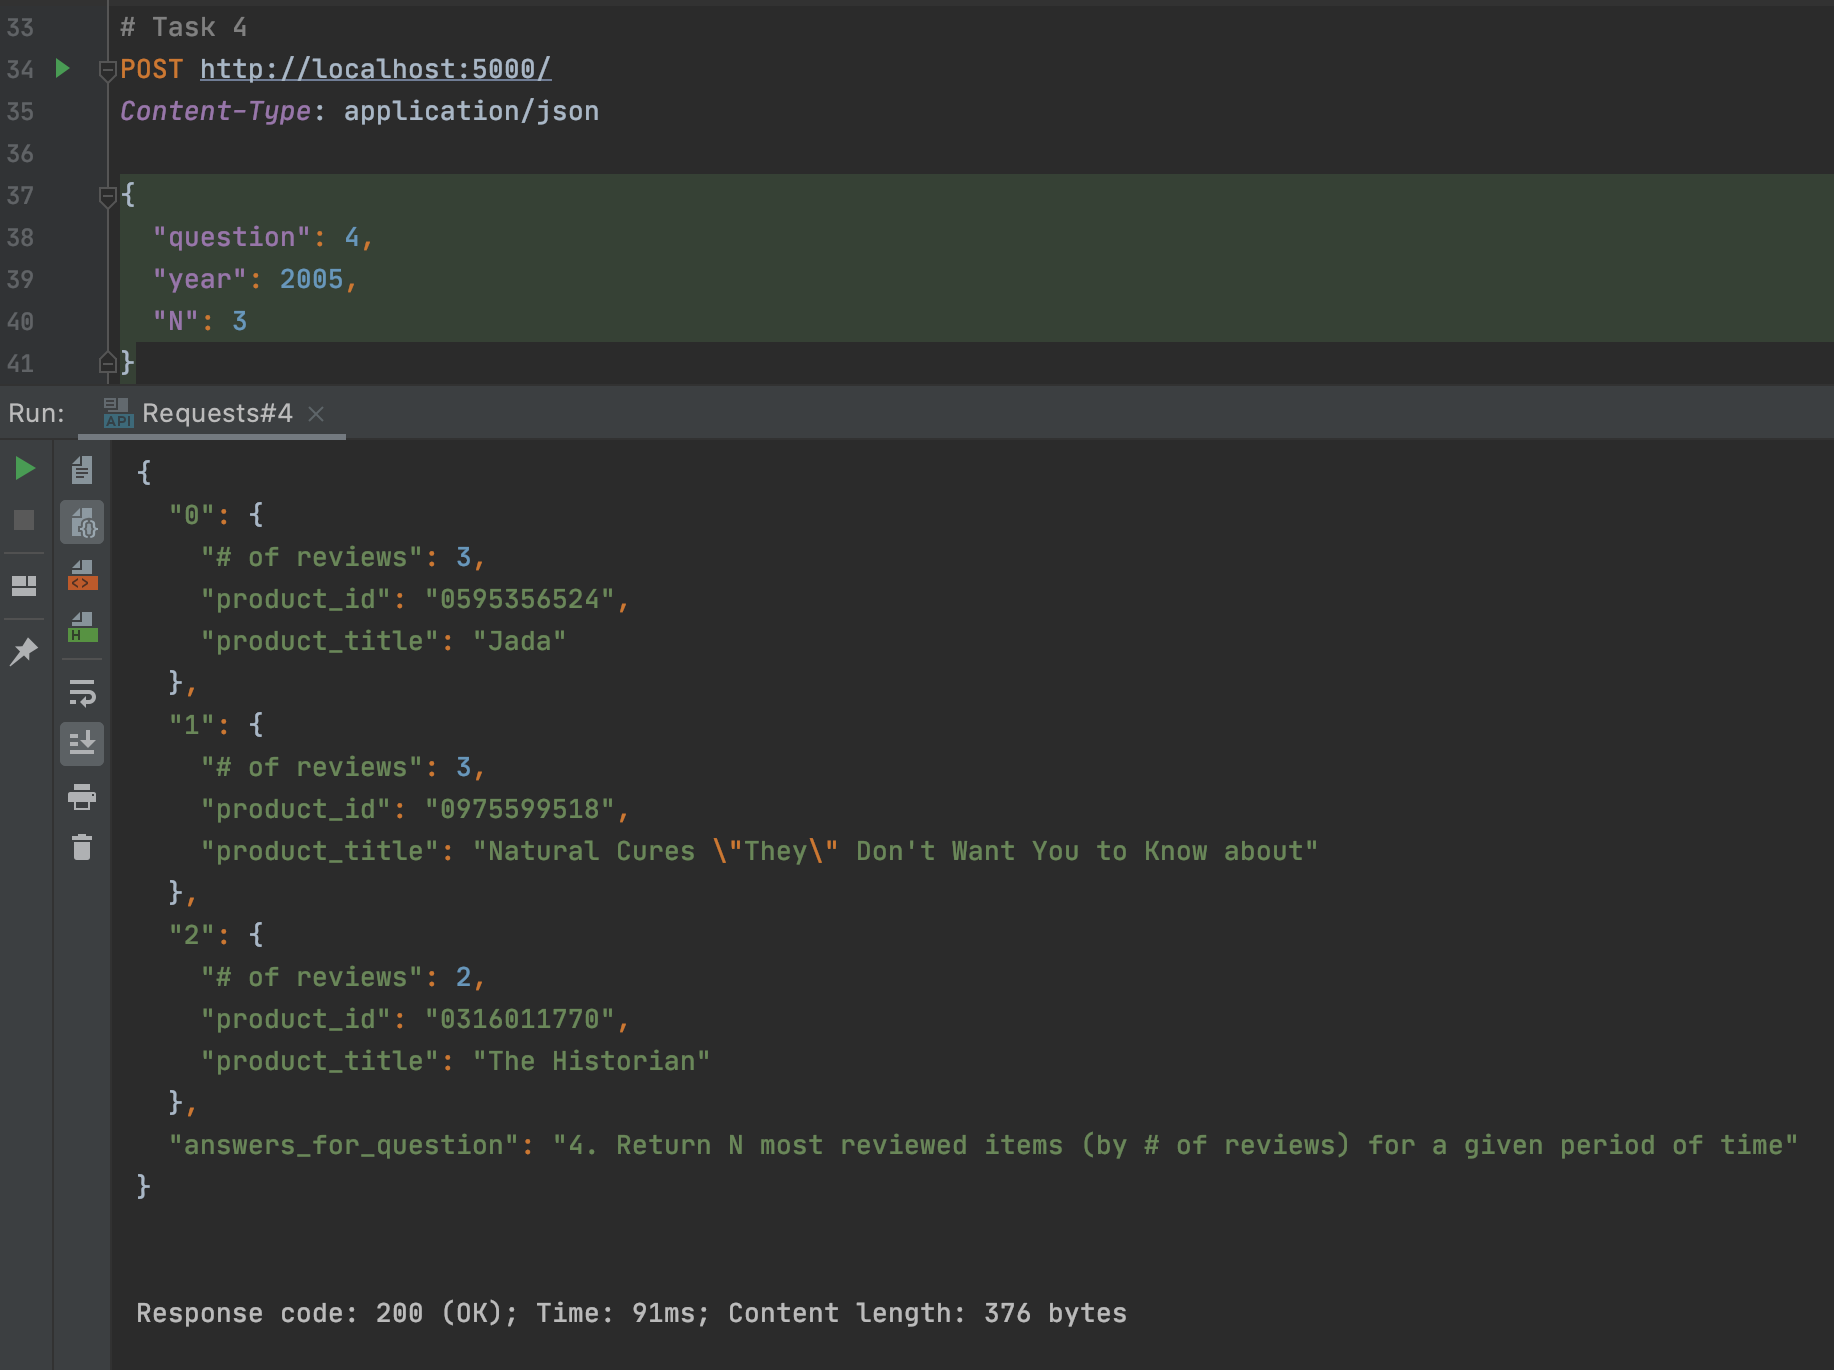 33 # Task 4
34 POST http://localhost:5000/
35 Content-Type: application/json
36
37 {
38 "question": 4,
39 "year": 2005,
40 "N": 3
41 }
Run: API Requests#4
{
"0": {
"# of reviews": 3,
"product_id": "0595356524",
"product_title": "Jada"
},
"1": {
"# of reviews": 3,
"product_id": "0975599518",
"product_title": "Natural Cures \"They\" Don't Want You to Know about"
},
"2": {
"# of reviews": 2,
"product_id": "0316011770",
"product_title": "The Historian"
},
"answers_for_question": "4. Return N most reviewed items (by # of reviews) for a given period of time"
}
Response code: 200 (OK); Time: 91ms; Content length: 376 bytes